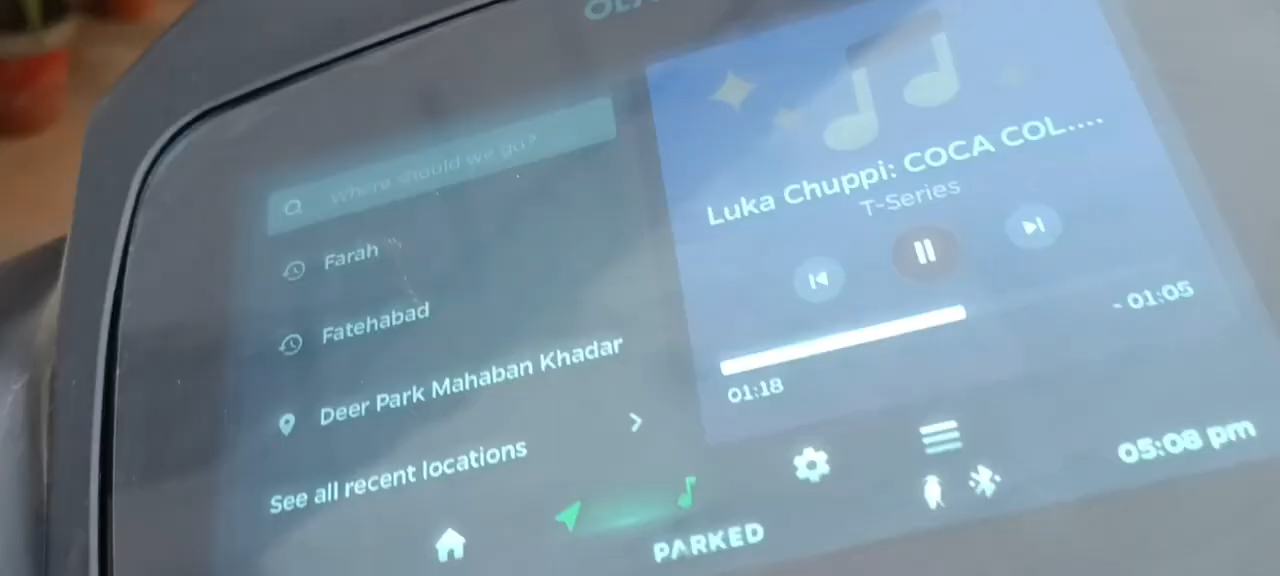 Where should we go?
Farah
Fatehabad
Deer Park Mahaban Khadar
See all recent locations
Luka Chuppi: COCA COL....
T-Series
- 01:05
01:18
05:08 pm
PARKED